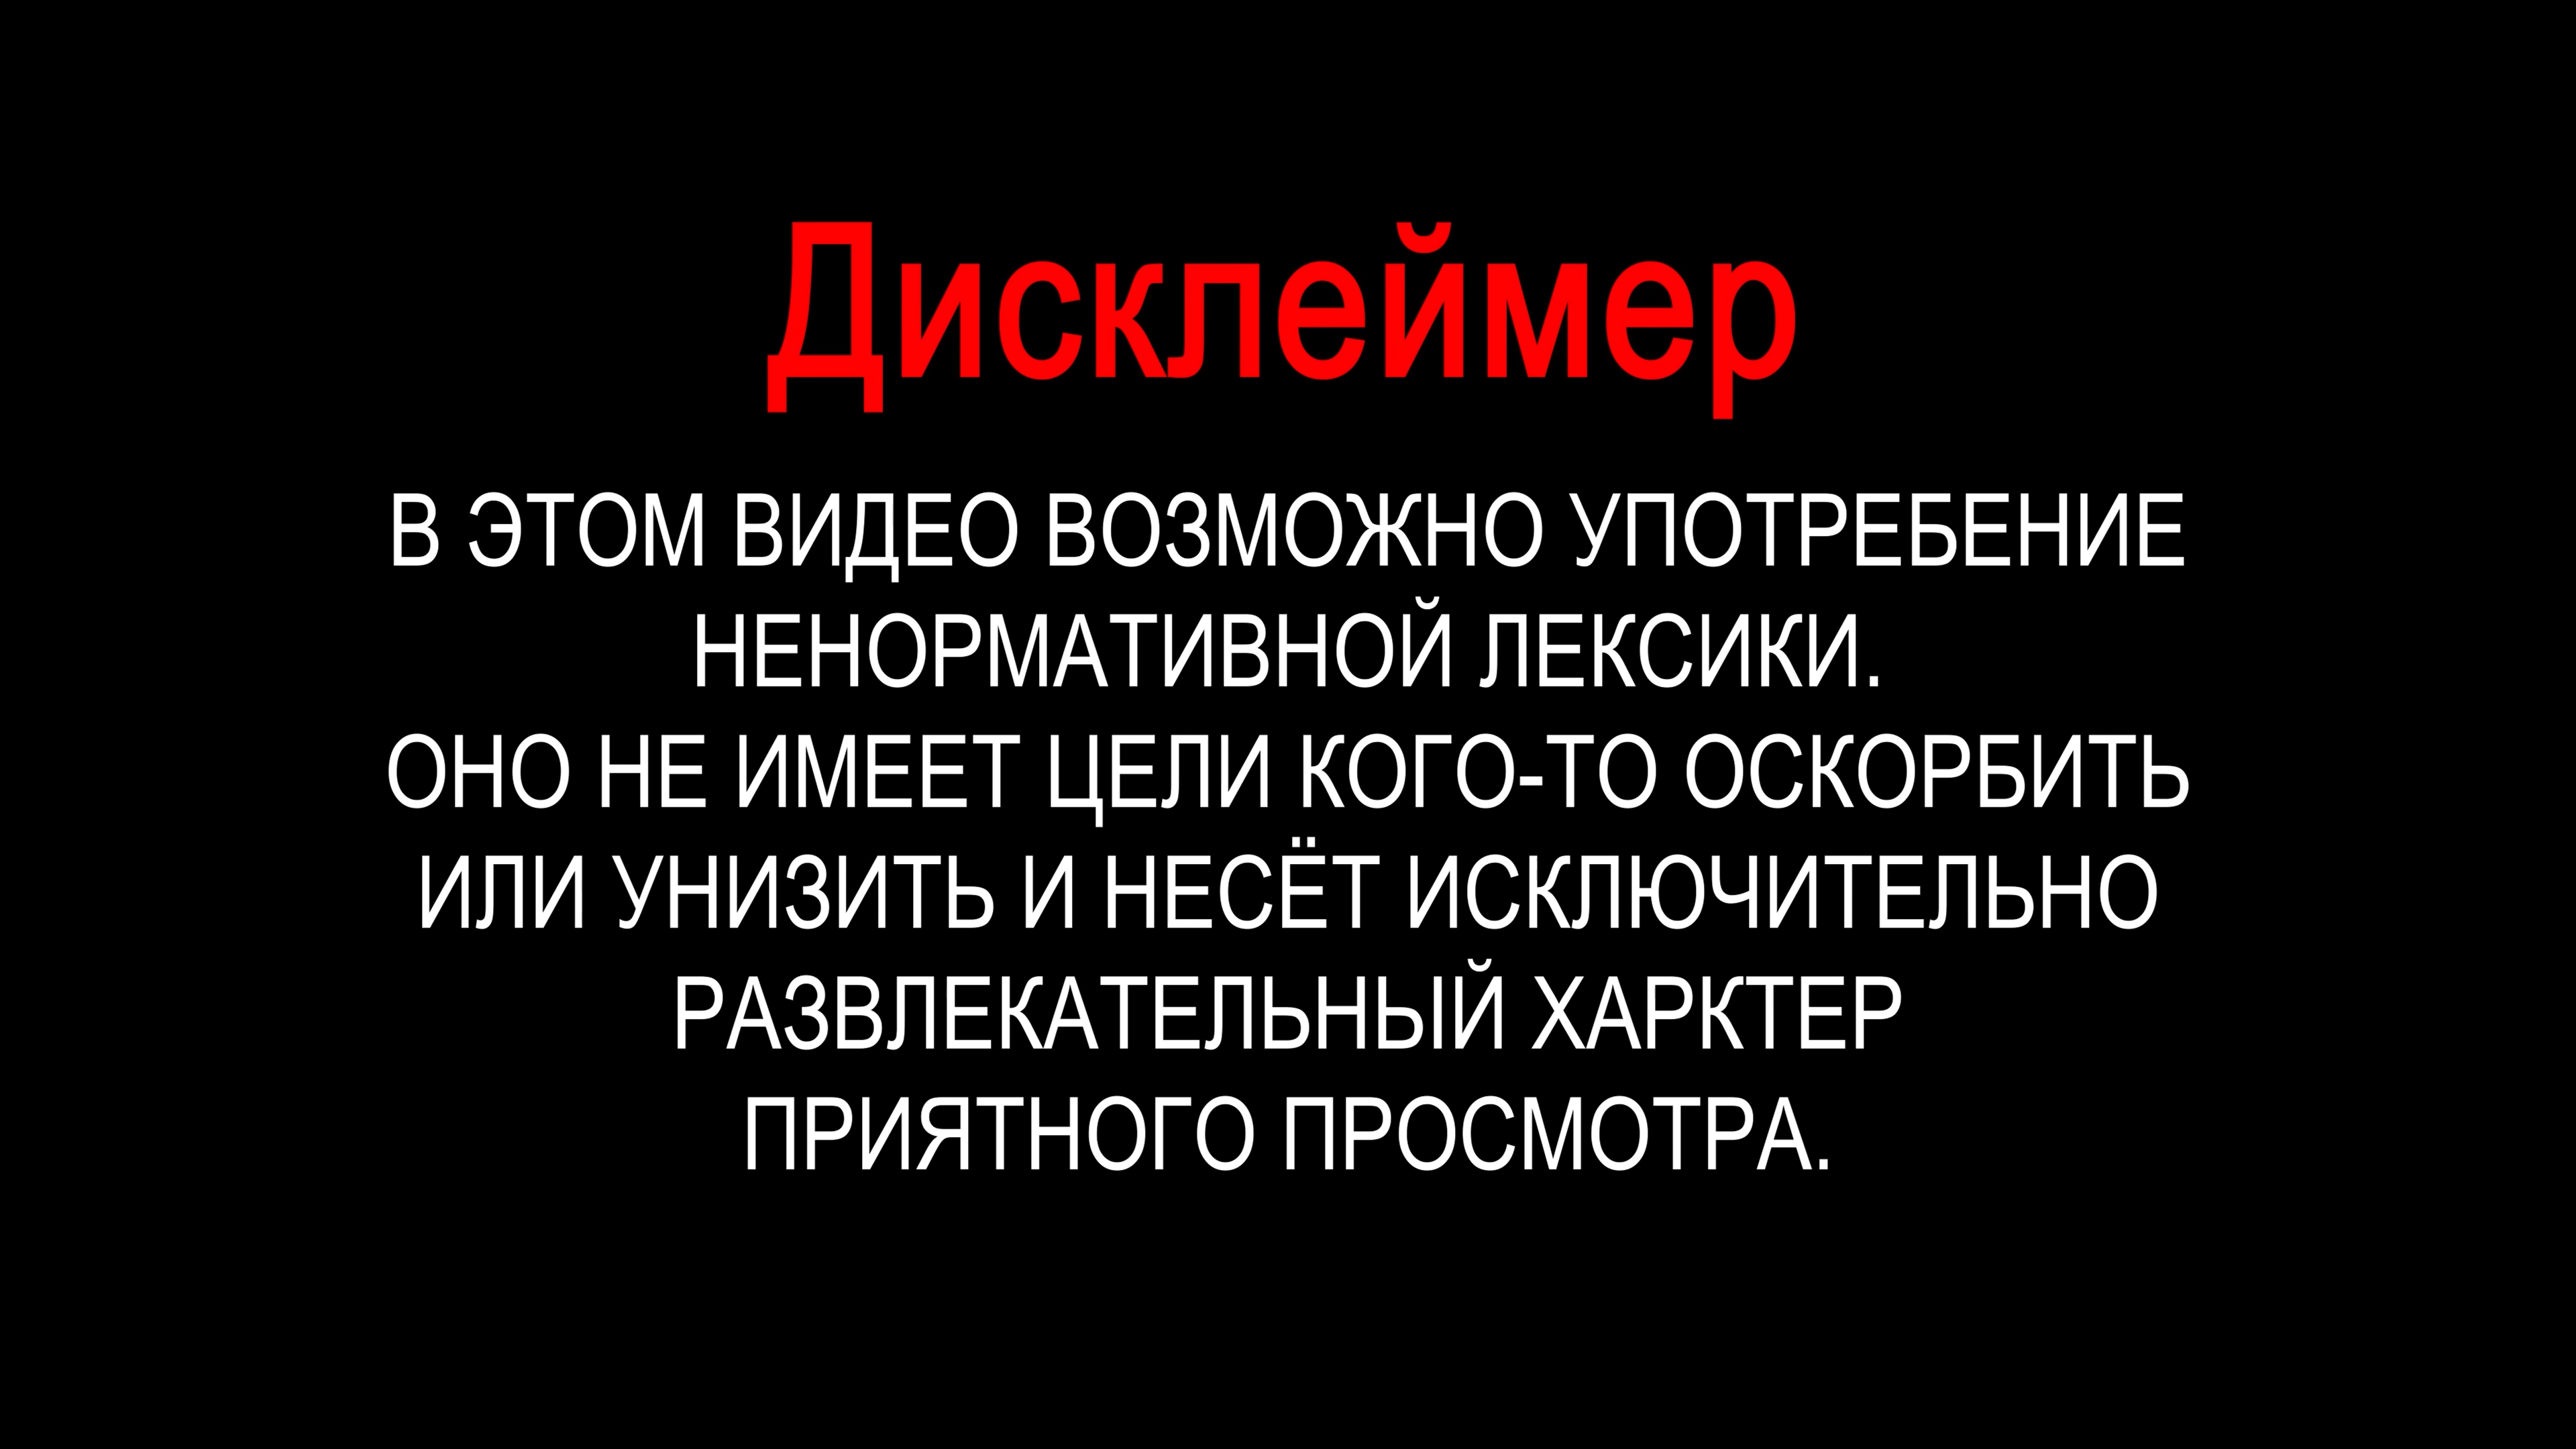 Дисклеймер
В ЭТОМ ВИДЕО ВОЗМОЖНО УПОТРЕБЕНИЕ
НЕНОРМАТИВНОЙ ЛЕКСИКИ.
ОНО НЕ ИМЕЕТ ЦЕЛИ КОГО-ТО ОСКОРБИТЬ
ИЛИ УНИЗИТЬ И НЕСЁТ ИСКЛЮЧИТЕЛЬНО
РАЗВЛЕКАТЕЛЬНЫЙ ХАРКТЕР
ПРИЯТНОГО ПРОСМОТРА.